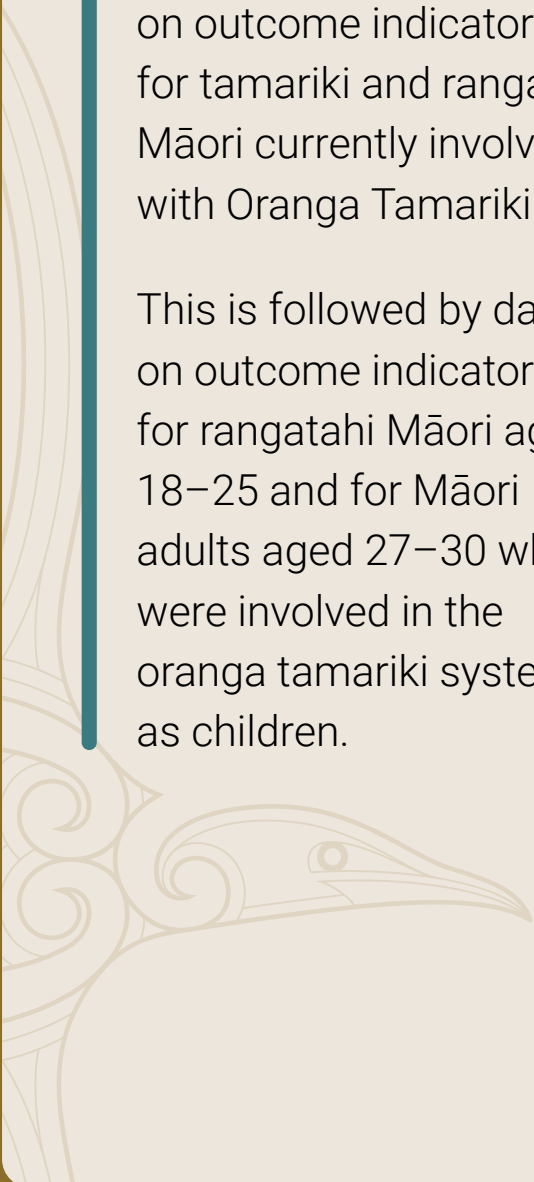 on outcome indicator
for tamariki and ranga
Māori currently involv
with Oranga Tamariki
This is followed by da
on outcome indicator
for rangatahi Māori ag
18–25 and for Māori
adults aged 27–30 wh
were involved in the
oranga tamariki syste
as children.